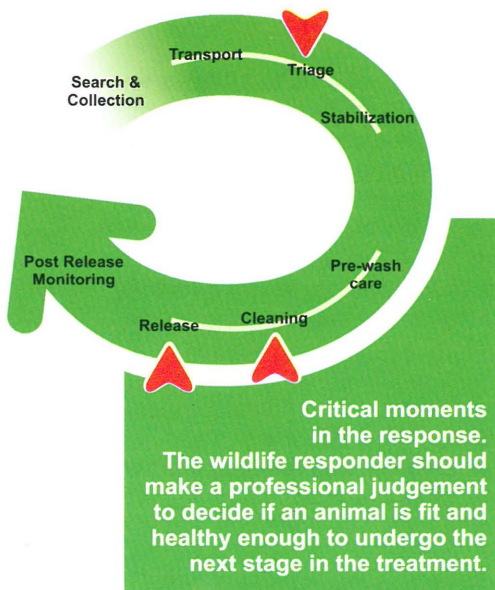 Transport
Triage
Search &
Collection
Stabilization
Pre-wash
care
Post Release
Monitoring
Cleaning
Release
Critical moments
in the response.
The wildlife responder should
make a professional judgement
to decide if an animal is fit and
healthy enough to undergo the
next stage in the treatment.